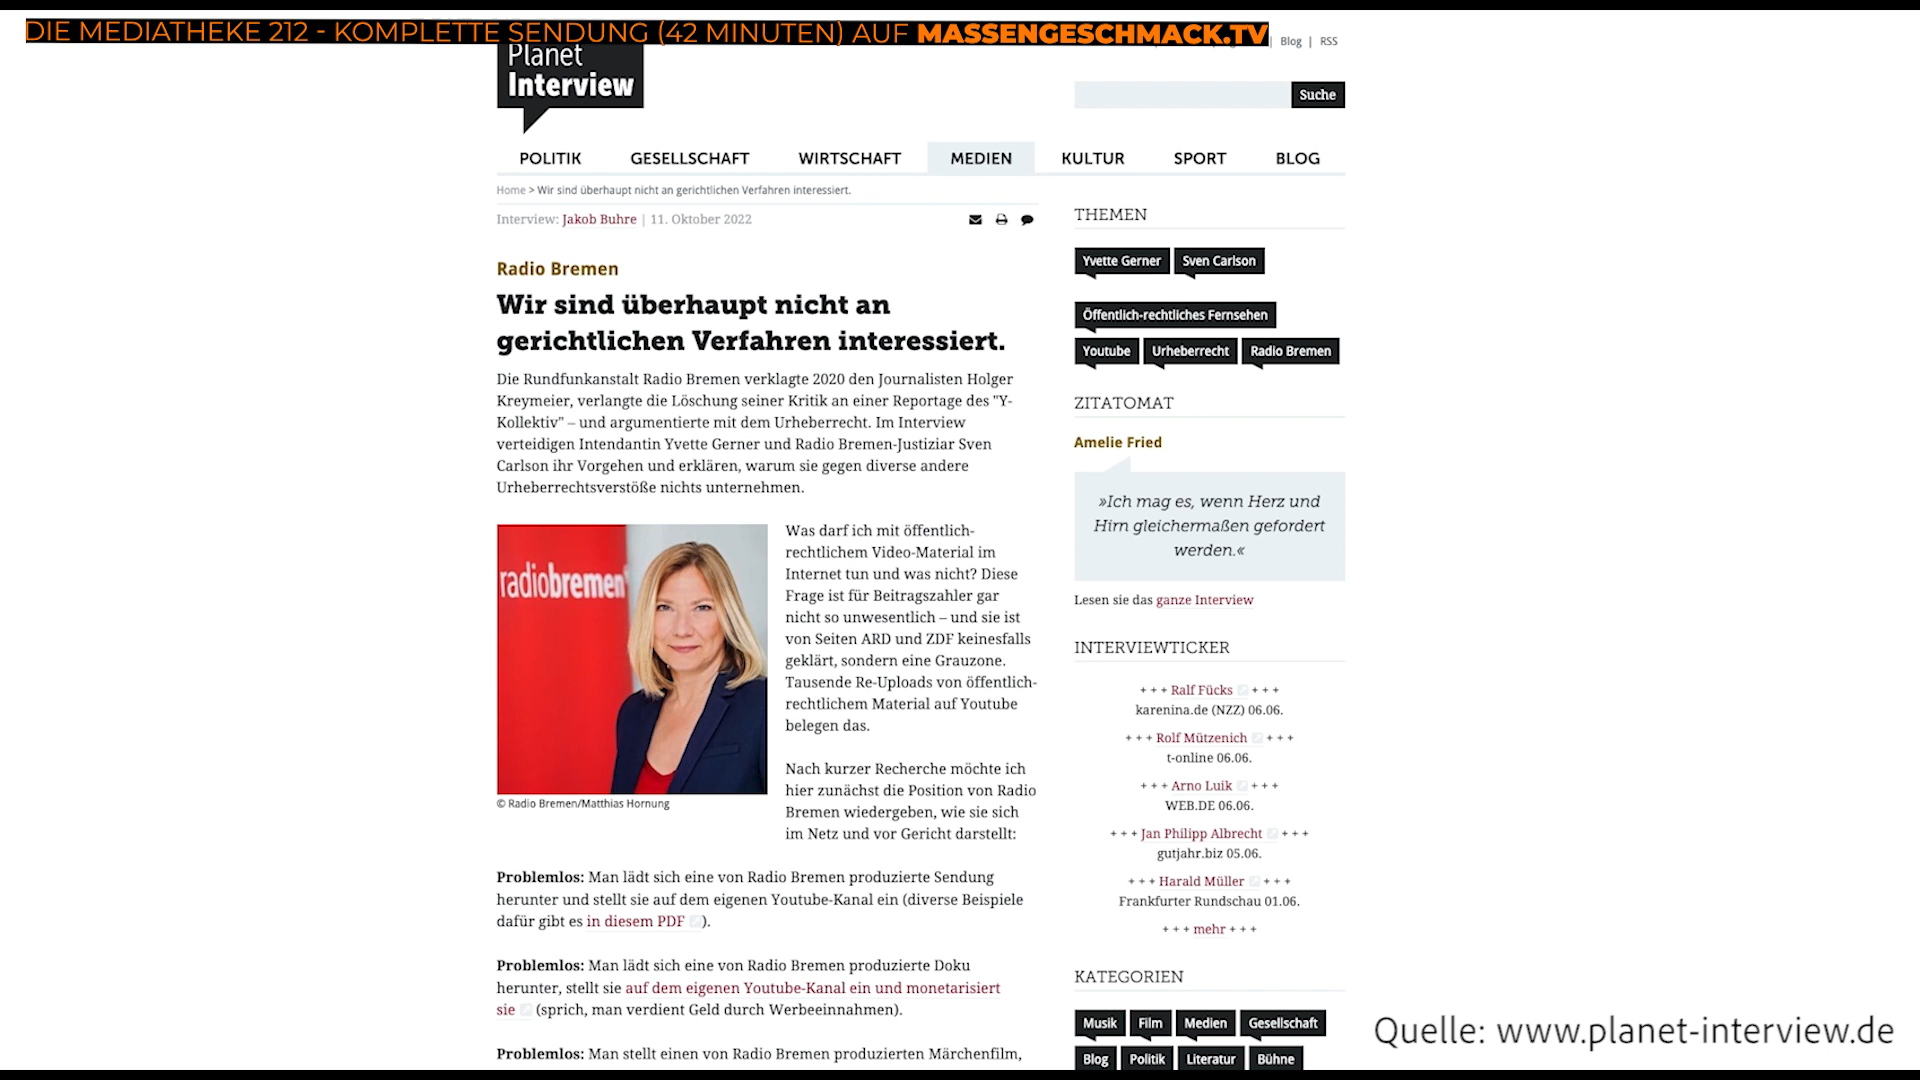 DIE MEDIATHEKE 212 - KOMPLETTE SENDUNG (42 MINUTEN) AUF MASSENGESCHMACK.TV
| Blog | RSS
Planet
Interview
Suche
POLITIK GESELLSCHAFT WIRTSCHAFT MEDIEN KULTUR SPORT BLOG
Home > Wir sind überhaupt nicht an gerichtlichen Verfahren interessiert.
Interview: Jakob Buhre | 11. Oktober 2022
Radio Bremen
Wir sind überhaupt nicht an
gerichtlichen Verfahren interessiert.
Die Rundfunkanstalt Radio Bremen verklagte 2020 den Journalisten Holger
Kreymeier, verlangte die Löschung seiner Kritik an einer Reportage des "Y-
Kollektiv" – und argumentierte mit dem Urheberrecht. Im Interview
verteidigen Intendantin Yvette Gerner und Radio Bremen-Justiziar Sven
Carlson ihr Vorgehen und erklären, warum sie gegen diverse andere
Urheberrechtsverstöße nichts unternehmen.
radiobremen
© Radio Bremen/Matthias Hornung
Was darf ich mit öffentlich-
rechtlichem Video-Material im
Internet tun und was nicht? Diese
Frage ist für Beitragszahler gar
nicht so unwesentlich – und sie ist
von Seiten ARD und ZDF keinesfalls
geklärt, sondern eine Grauzone.
Tausende Re-Uploads von öffentlich-
rechtlichem Material auf Youtube
belegen das.
Nach kurzer Recherche möchte ich
hier zunächst die Position von Radio
Bremen wiedergeben, wie sie sich
im Netz und vor Gericht darstellt:
Problemlos: Man lädt sich eine von Radio Bremen produzierte Sendung
herunter und stellt sie auf dem eigenen Youtube-Kanal ein (diverse Beispiele
dafür gibt es in diesem PDF ).
Problemlos: Man lädt sich eine von Radio Bremen produzierte Doku
herunter, stellt sie auf dem eigenen Youtube-Kanal ein und monetarisiert
sie (sprich, man verdient Geld durch Werbeeinnahmen).
Problemlos: Man stellt einen von Radio Bremen produzierten Märchenfilm,
THEMEN
Yvette Gerner Sven Carlson
Öffentlich-rechtliches Fernsehen
Youtube Urheberrecht Radio Bremen
ZITATOMAT
Amelie Fried
»Ich mag es, wenn Herz und
Hirn gleichermaßen gefordert
werden.«
Lesen sie das ganze Interview
INTERVIEWTICKER
+ + + Ralf Fücks + + +
karenina.de (NZZ) 06.06.
+ + + Rolf Mützenich + + +
t-online 06.06.
+ + + Arno Luik + + +
WEB.DE 06.06.
+ + + Jan Philipp Albrecht + + +
gutjahr.biz 05.06.
+ + + Harald Müller + + +
Frankfurter Rundschau 01.06.
+ + + mehr + + +
KATEGORIEN
Musik Film Medien Gesellschaft
Blog Politik Literatur Bühne
Quelle: www.planet-interview.de